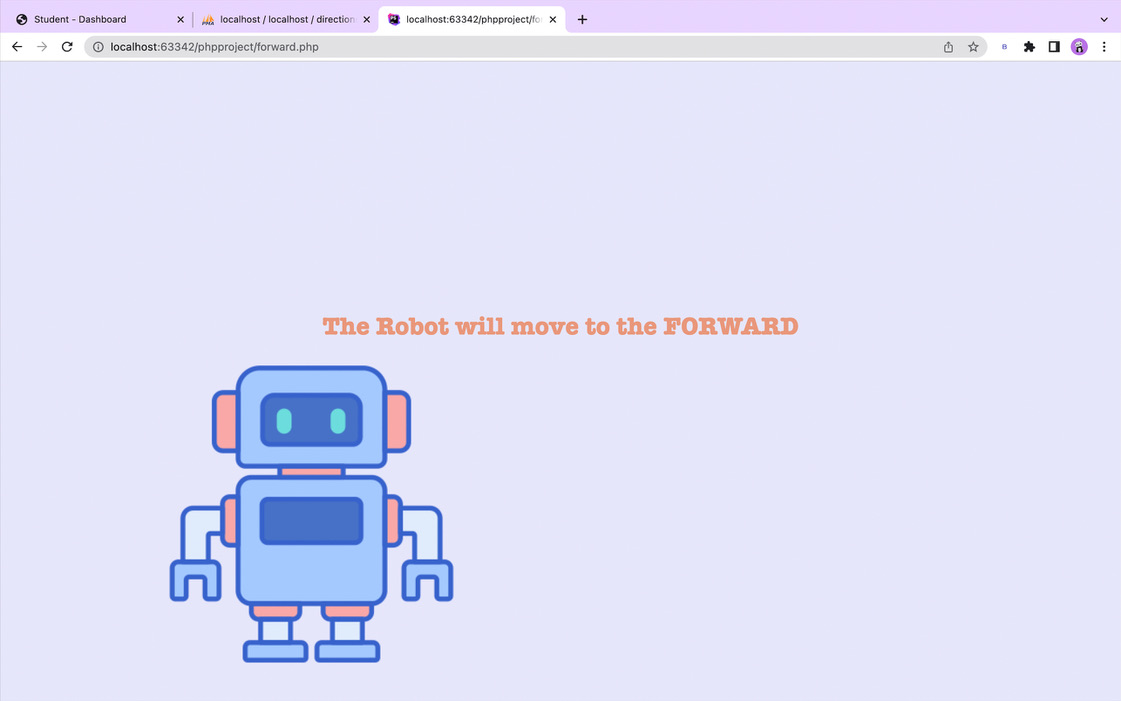 Student - Dashboard
localhost / localhost / direction
localhost:63342/phpproject/fo
localhost:63342/phpproject/forward.php
The Robot will move to the FORWARD